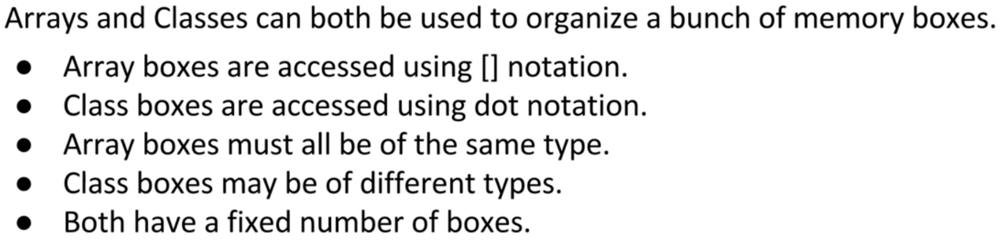 Arrays and Classes can both be used to organize a bunch of memory boxes.
● Array boxes are accessed using [] notation.
● Class boxes are accessed using dot notation.
● Array boxes must all be of the same type.
● Class boxes may be of different types.
● Both have a fixed number of boxes.